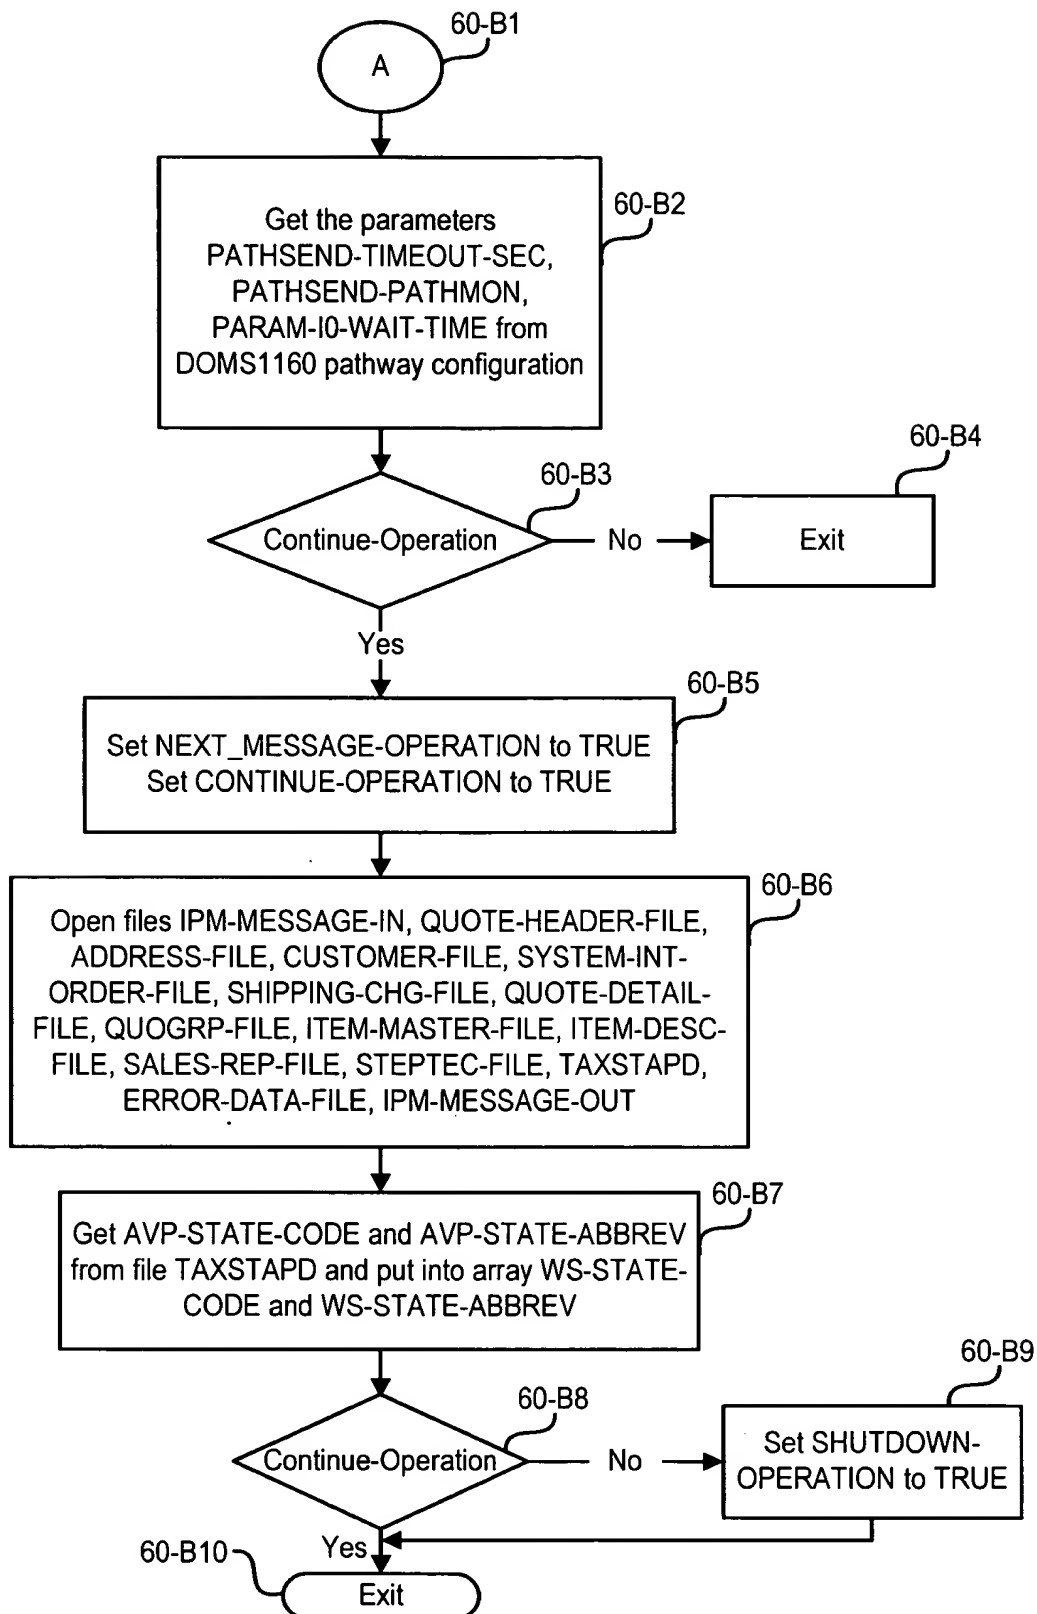 60-B1
A
60-B2
Get the parameters
PATHSEND-TIMEOUT-SEC,
PATHSEND-PATHMON,
PARAM-I0-WAIT-TIME from
DOMS1160 pathway configuration
60-B4
60-B3
Continue-Operation
No
Exit
Yes
60-B5
Set NEXT_MESSAGE-OPERATION to TRUE
Set CONTINUE-OPERATION to TRUE
60-B6
Open files IPM-MESSAGE-IN, QUOTE-HEADER-FILE,
ADDRESS-FILE, CUSTOMER-FILE, SYSTEM-INT-
ORDER-FILE, SHIPPING-CHG-FILE, QUOTE-DETAIL-
FILE, QUOGRP-FILE, ITEM-MASTER-FILE, ITEM-DESC-
FILE, SALES-REP-FILE, STEPTEC-FILE, TAXSTAPD,
ERROR-DATA-FILE, IPM-MESSAGE-OUT
60-B7
Get AVP-STATE-CODE and AVP-STATE-ABBREV
from file TAXSTAPD and put into array WS-STATE-
CODE and WS-STATE-ABBREV
60-B9
60-B8
Continue-Operation
No
Set SHUTDOWN-
OPERATION to TRUE
Yes
60-B10
Exit